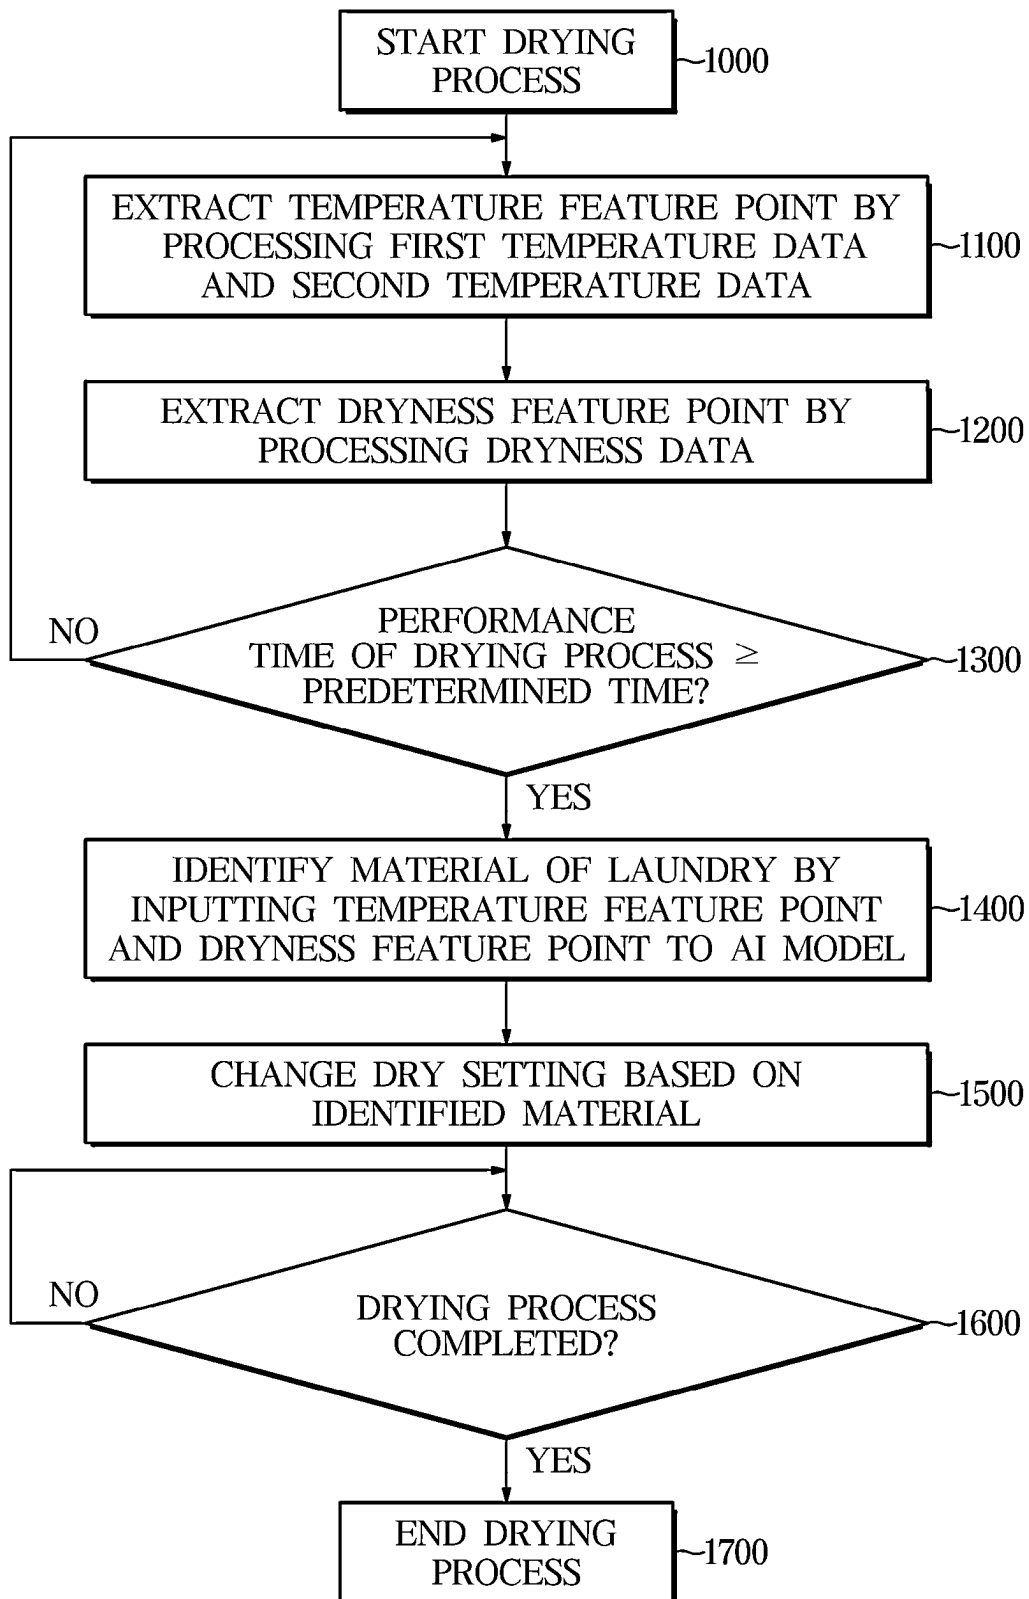 START DRYING
PROCESS
1000
EXTRACT TEMPERATURE FEATURE POINT BY
PROCESSING FIRST TEMPERATURE DATA
AND SECOND TEMPERATURE DATA
1100
EXTRACT DRYNESS FEATURE POINT BY
PROCESSING DRYNESS DATA
1200
NO
PERFORMANCE
TIME OF DRYING PROCESS ≥
PREDETERMINED TIME?
1300
YES
IDENTIFY MATERIAL OF LAUNDRY BY
INPUTTING TEMPERATURE FEATURE POINT
AND DRYNESS FEATURE POINT TO AI MODEL
1400
CHANGE DRY SETTING BASED ON
IDENTIFIED MATERIAL
1500
NO
DRYING PROCESS
COMPLETED?
1600
YES
END DRYING
PROCESS
1700